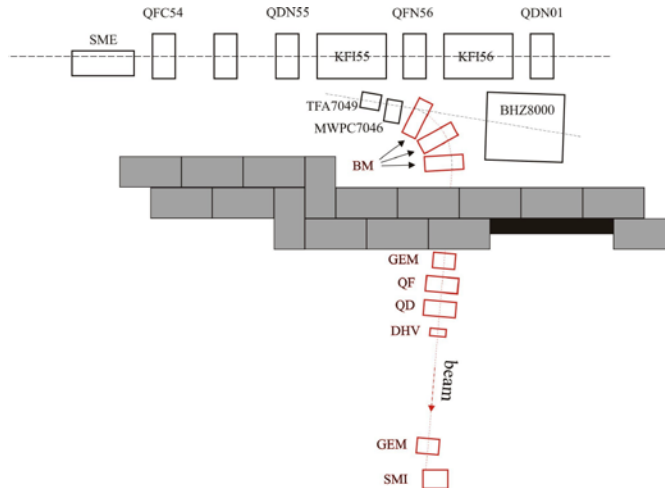 QFC54
QDN55
QFN56
QDN01
SME
KFI55
KFI56
TFA7049
MWPC7046
BHZ8000
BM
GEM
QF
QD
DHV
beam
GEM
SMI